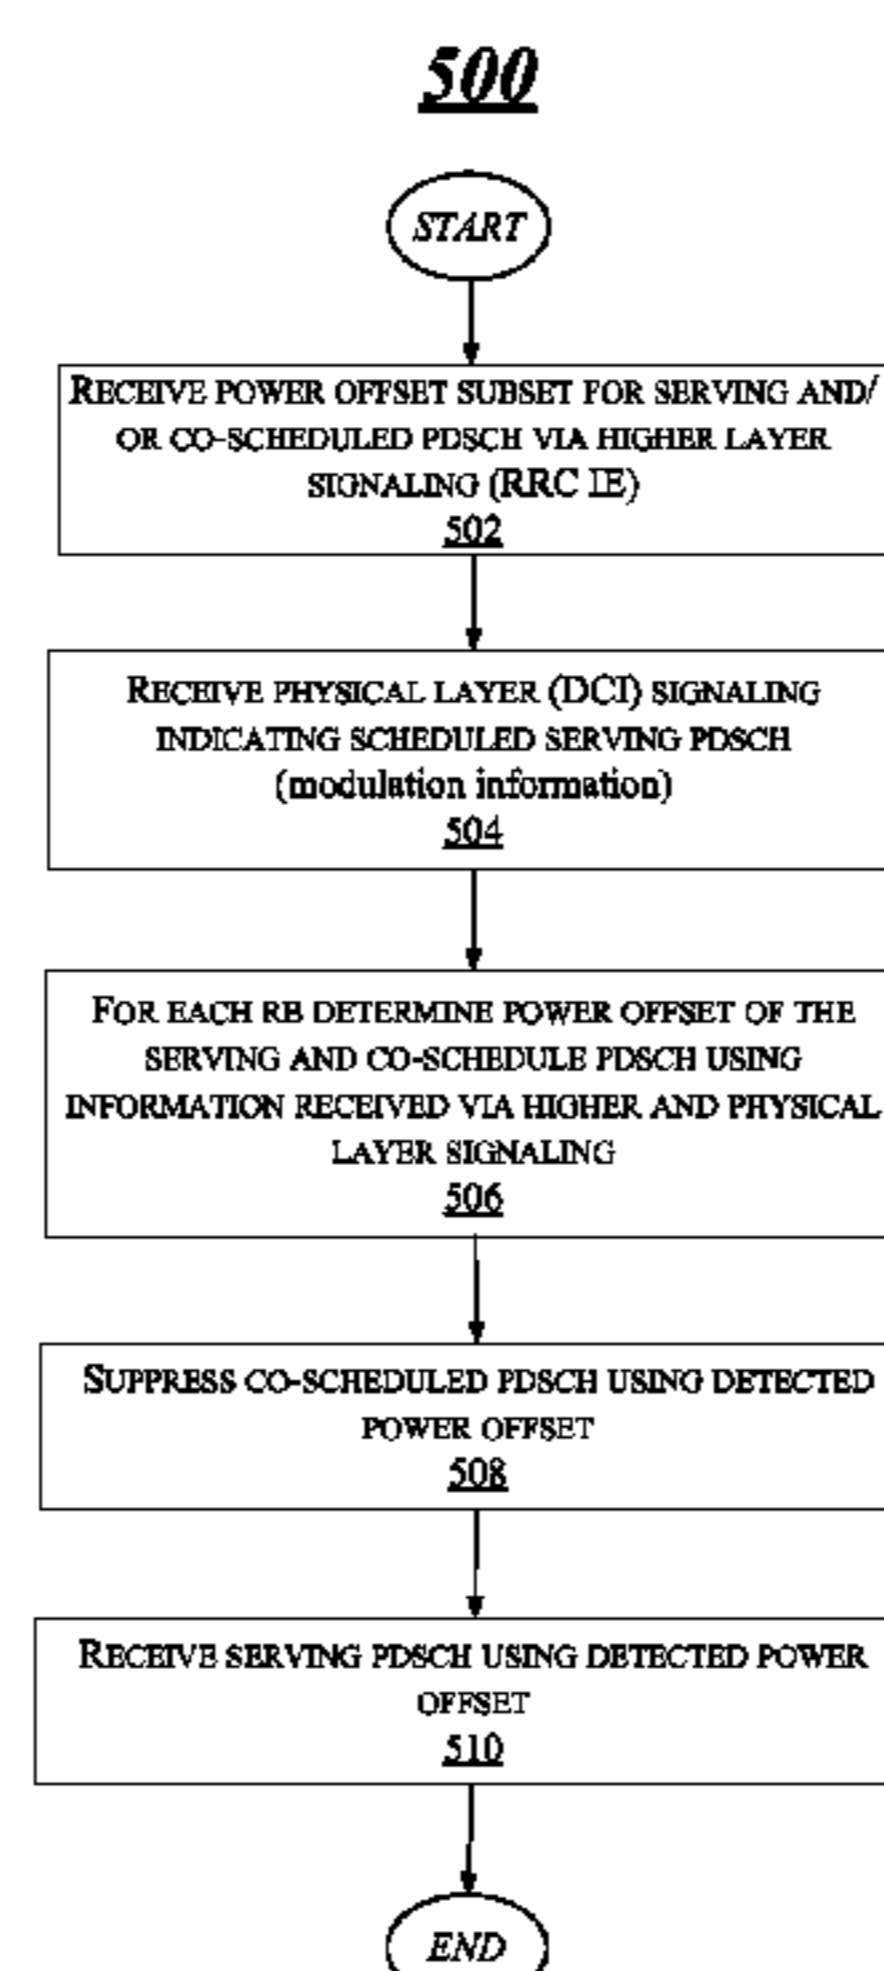 500
START
RECEIVE POWER OFFSET SUBSET FOR SERVING AND/
OR CO-SCHEDULED PDSCH VIA HIGHER LAYER
SIGNALING (RRC IE)
502
RECEIVE PHYSICAL LAYER (DCI) SIGNALING
INDICATING SCHEDULED SERVING PDSCH
(modulation information)
504
FOR EACH RB DETERMINE POWER OFFSET OF THE
SERVING AND CO-SCHEDULE PDSCH USING
INFORMATION RECEIVED VIA HIGHER AND PHYSICAL
LAYER SIGNALING
506
SUPPRESS CO-SCHEDULED PDSCH USING DETECTED
POWER OFFSET
508
RECEIVE SERVING PDSCH USING DETECTED POWER
OFFSET
510
END